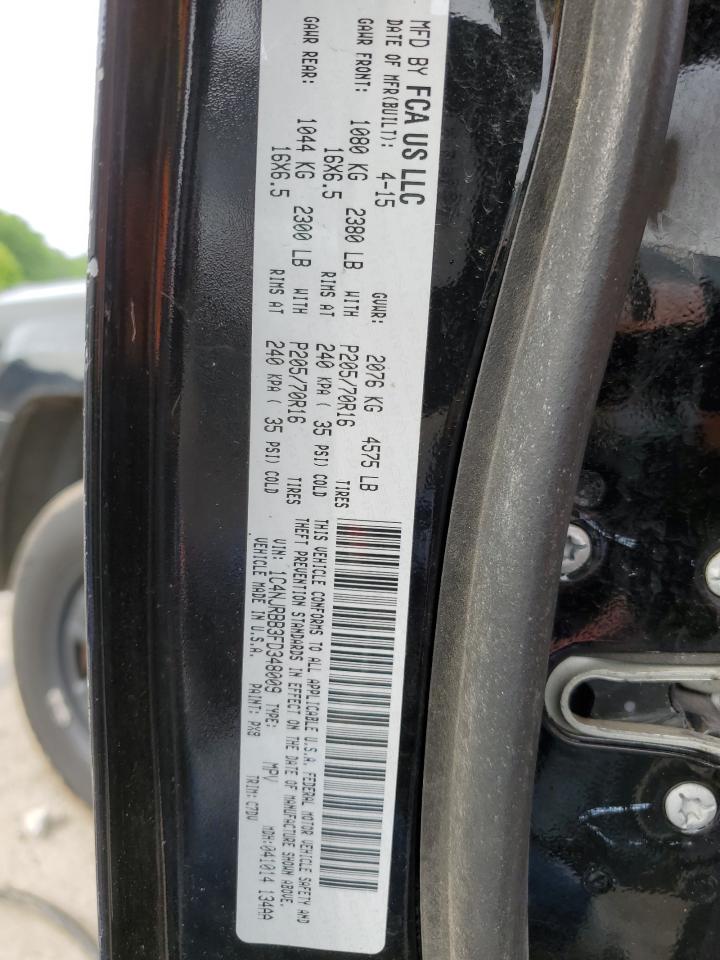 MFD BY FCA US LLC
DATE OF MFR(BUILT): 4-15 GVWR: 2076 KG 4575 LB
GAWR FRONT: 1080 KG 2380 LB WITH P205/70R16 TIRES
16X6.5 RIMS AT 240 KPA ( 35 PSI) COLD
GAWR REAR: 1044 KG 2300 LB WITH P205/70R16 TIRES
16X6.5 RIMS AT 240 KPA ( 35 PSI) COLD
THIS VEHICLE CONFORMS TO ALL APPLICABLE U.S.A. FEDERAL MOTOR VEHICLE SAFETY AND
THEFT PREVENTION STANDARDS IN EFFECT ON THE DATE OF MANUFACTURE SHOWN ABOVE.
VIN: 1C4NJRBB3FD348009 TYPE: MPV MDH:041014 134AA
VEHICLE MADE IN U.S.A. PAINT: PX8 TRIM: C7DV